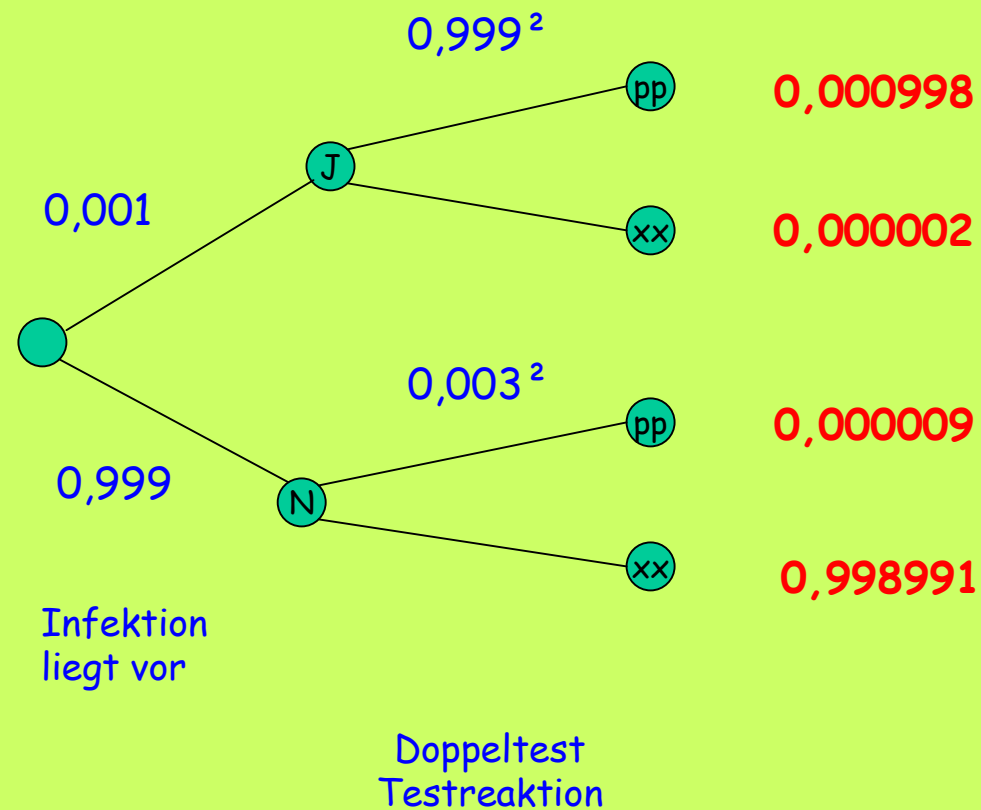 0,999²
pp
0,000998
J
0,001
xx
0,000002
0,003²
pp
0,000009
0,999
N
xx
0,998991
Infektion
liegt vor
Doppeltest
Testreaktion